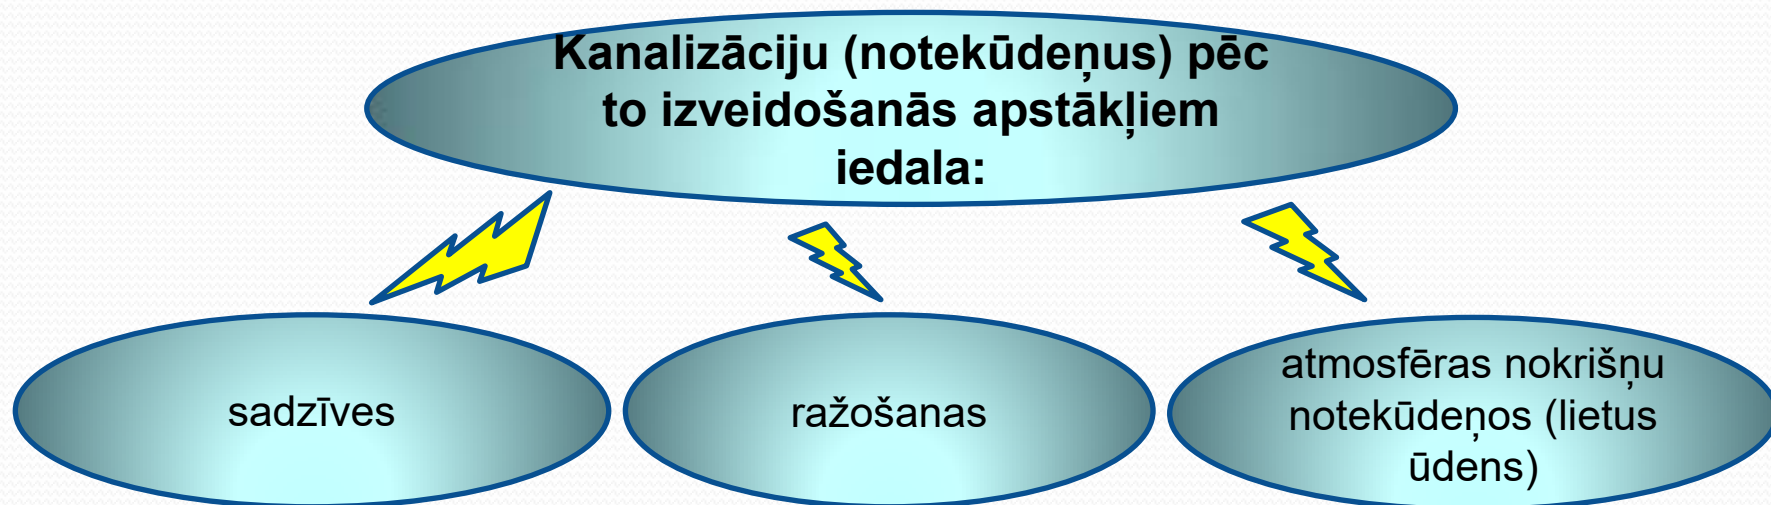 Kanalizāciju (notekūdeņus) pēc
to izveidošanās apstākļiem
iedala:
sadzīves
ražošanas
atmosfēras nokrišņu
notekūdeņos (lietus
ūdens)